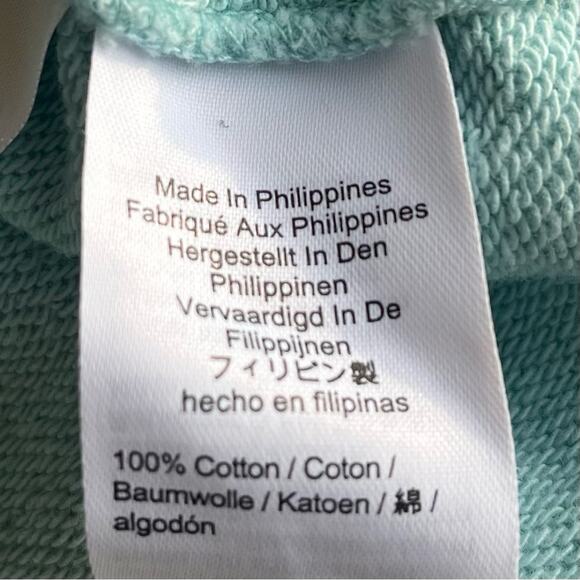 Made In Philippines
Fabriqué Aux Philippines
Hergestellt In Den
Philippinen
Vervaardigd In De
Filippijnen
フィリピン製
hecho en filipinas
100% Cotton / Coton /
Baumwolle / Katoen / 綿 /
algodón